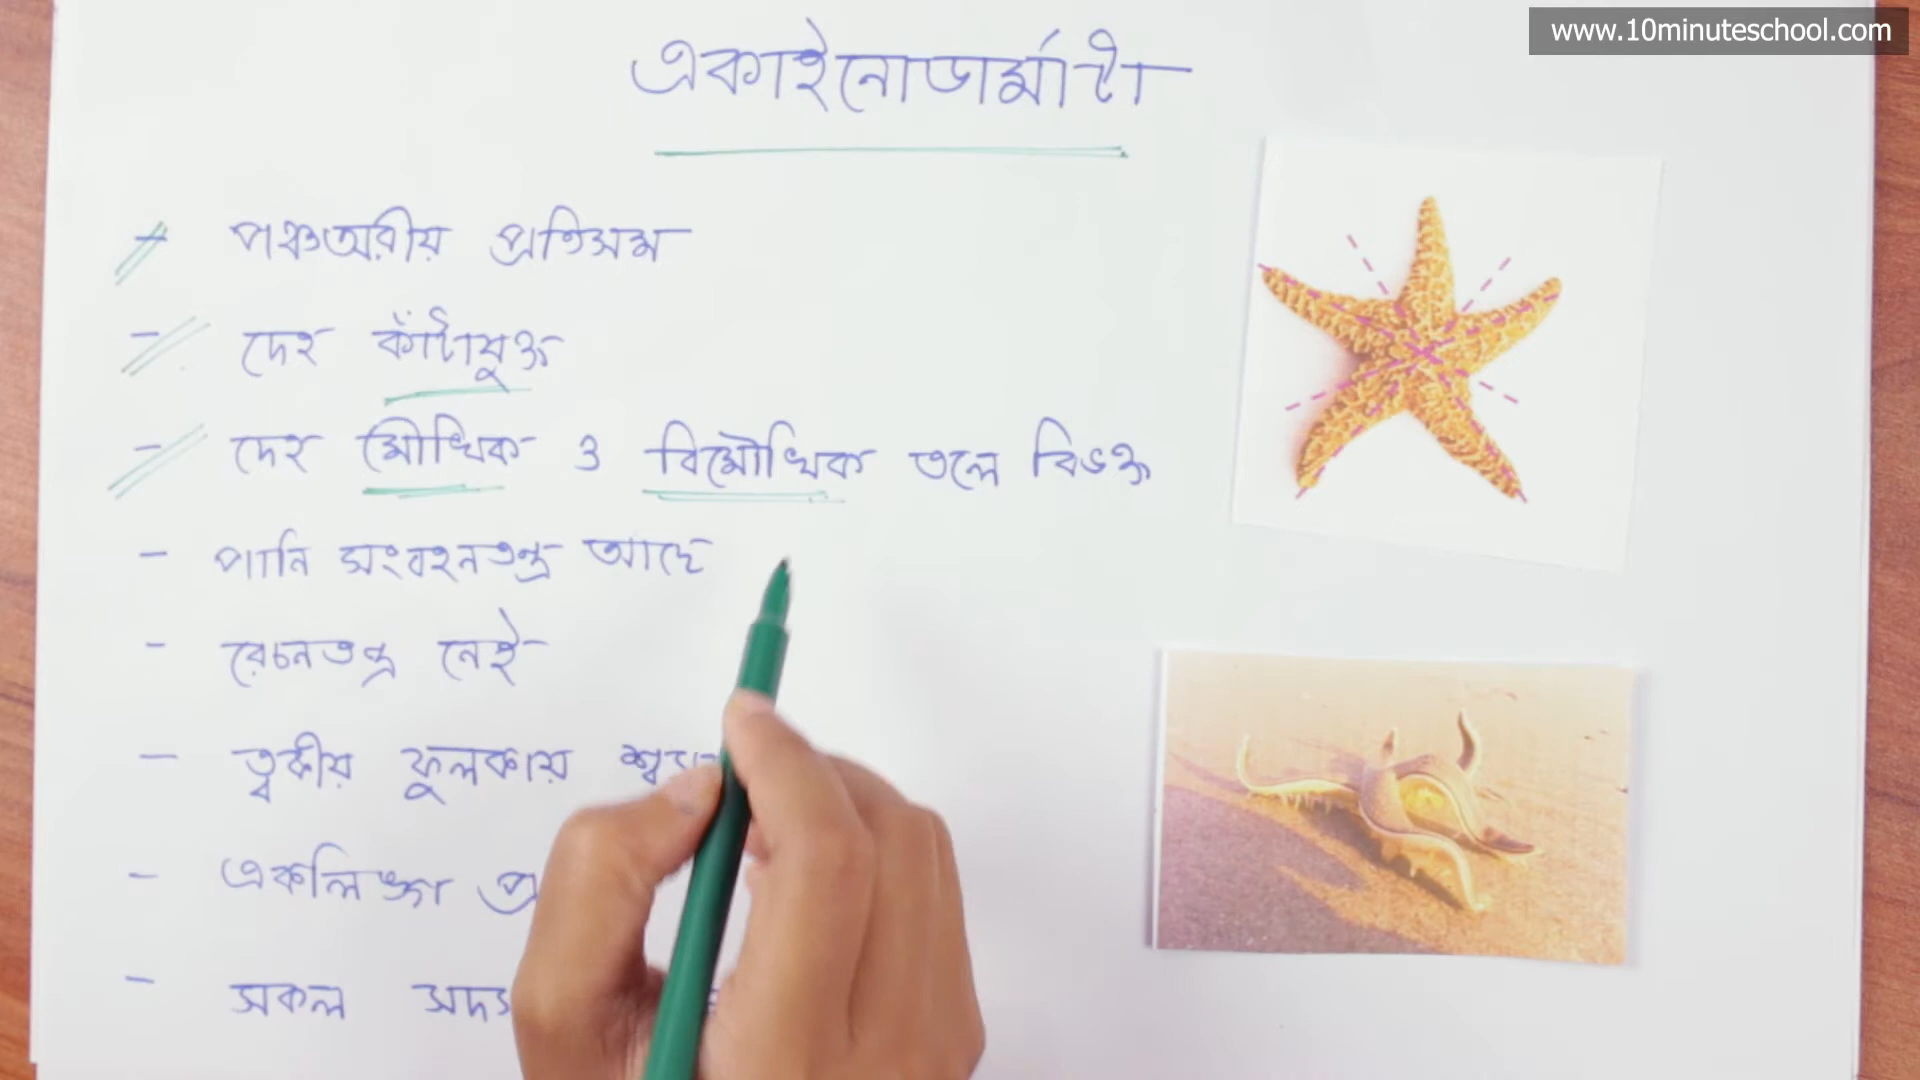 www.10minuteschool.com
একাইনোডার্মাটা
- পঞ্চঅরীয় প্রতিসম
- দেহ কাঁটাযুক্ত
- দেহ মৌখিক ও বিমৌখিক তলে বিভক্ত
- পানি সংবহনতন্ত্র আছে
- রেচনতন্ত্র নেই
- ত্বকীয় ফুলকায়
- একলিঙ্গ
- সকল